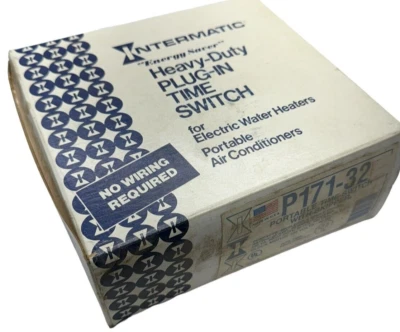 INTERMATIC
"Energy Saver"
Heavy-Duty
PLUG-IN
TIME
SWITCH
for
Electric Water Heaters
Portable
Air Conditioners
NO WIRING
REQUIRED
P171-32